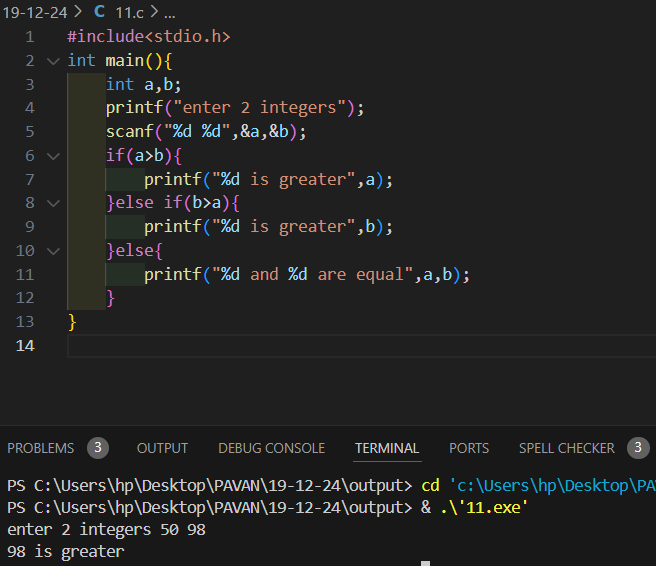 19-12-24 > C 11.c > ...
1 #include<stdio.h>
2 int main(){
3 int a,b;
4 printf("enter 2 integers");
5 scanf("%d %d",&a,&b);
6 if(a>b){
7 printf("%d is greater",a);
8 }else if(b>a){
9 printf("%d is greater",b);
10 }else{
11 printf("%d and %d are equal",a,b);
12 }
13 }
14
PROBLEMS 3 OUTPUT DEBUG CONSOLE TERMINAL PORTS SPELL CHECKER 3
PS C:\Users\hp\Desktop\PAVAN\19-12-24\output> cd 'c:\Users\hp\Desktop\PA
PS C:\Users\hp\Desktop\PAVAN\19-12-24\output> & .\'11.exe'
enter 2 integers 50 98
98 is greater